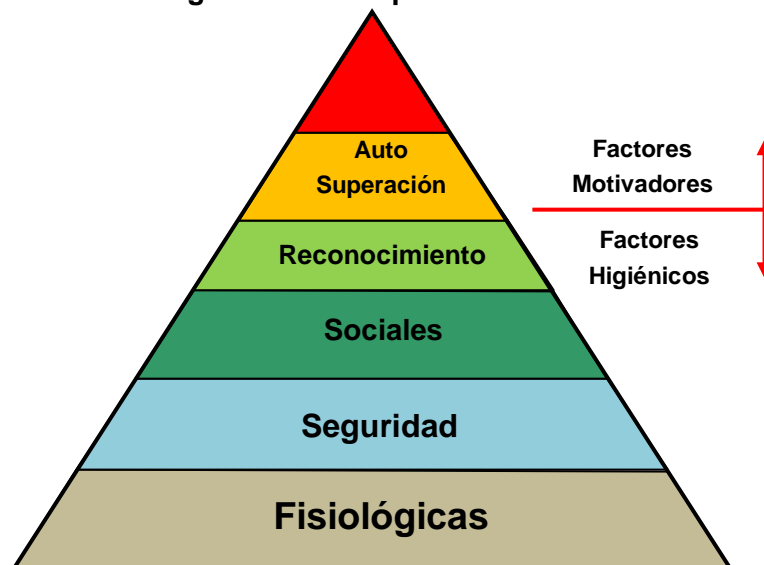 Auto
Superación
Factores
Motivadores
Reconocimiento
Factores
Higiénicos
Sociales
Seguridad
Fisiológicas